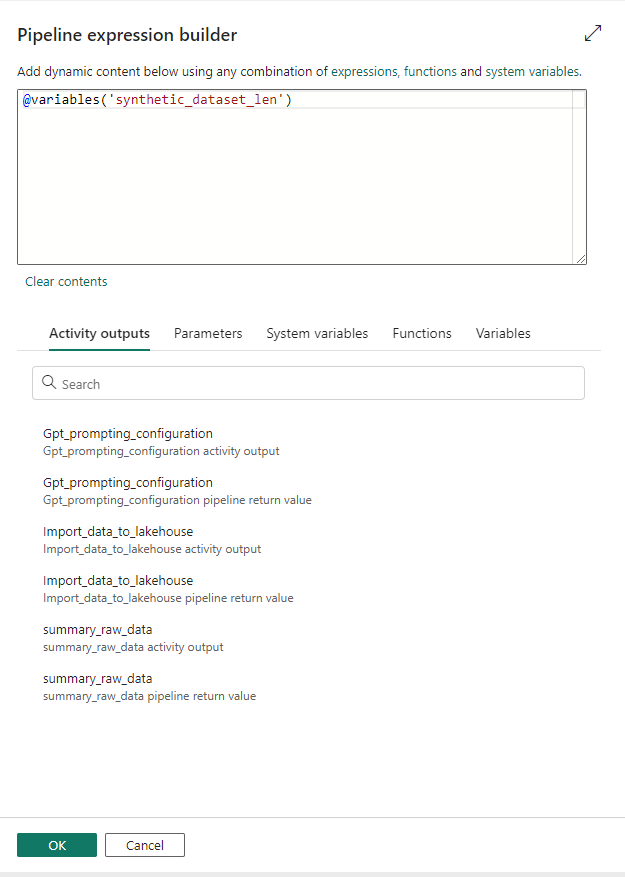 Pipeline expression builder
Add dynamic content below using any combination of expressions, functions and system variables.
@variables('synthetic_dataset_len')
Clear contents
Activity outputs Parameters System variables Functions Variables
Search
Gpt_prompting_configuration
Gpt_prompting_configuration activity output
Gpt_prompting_configuration
Gpt_prompting_configuration pipeline return value
Import_data_to_lakehouse
Import_data_to_lakehouse activity output
Import_data_to_lakehouse
Import_data_to_lakehouse pipeline return value
summary_raw_data
summary_raw_data activity output
summary_raw_data
summary_raw_data pipeline return value
OK Cancel